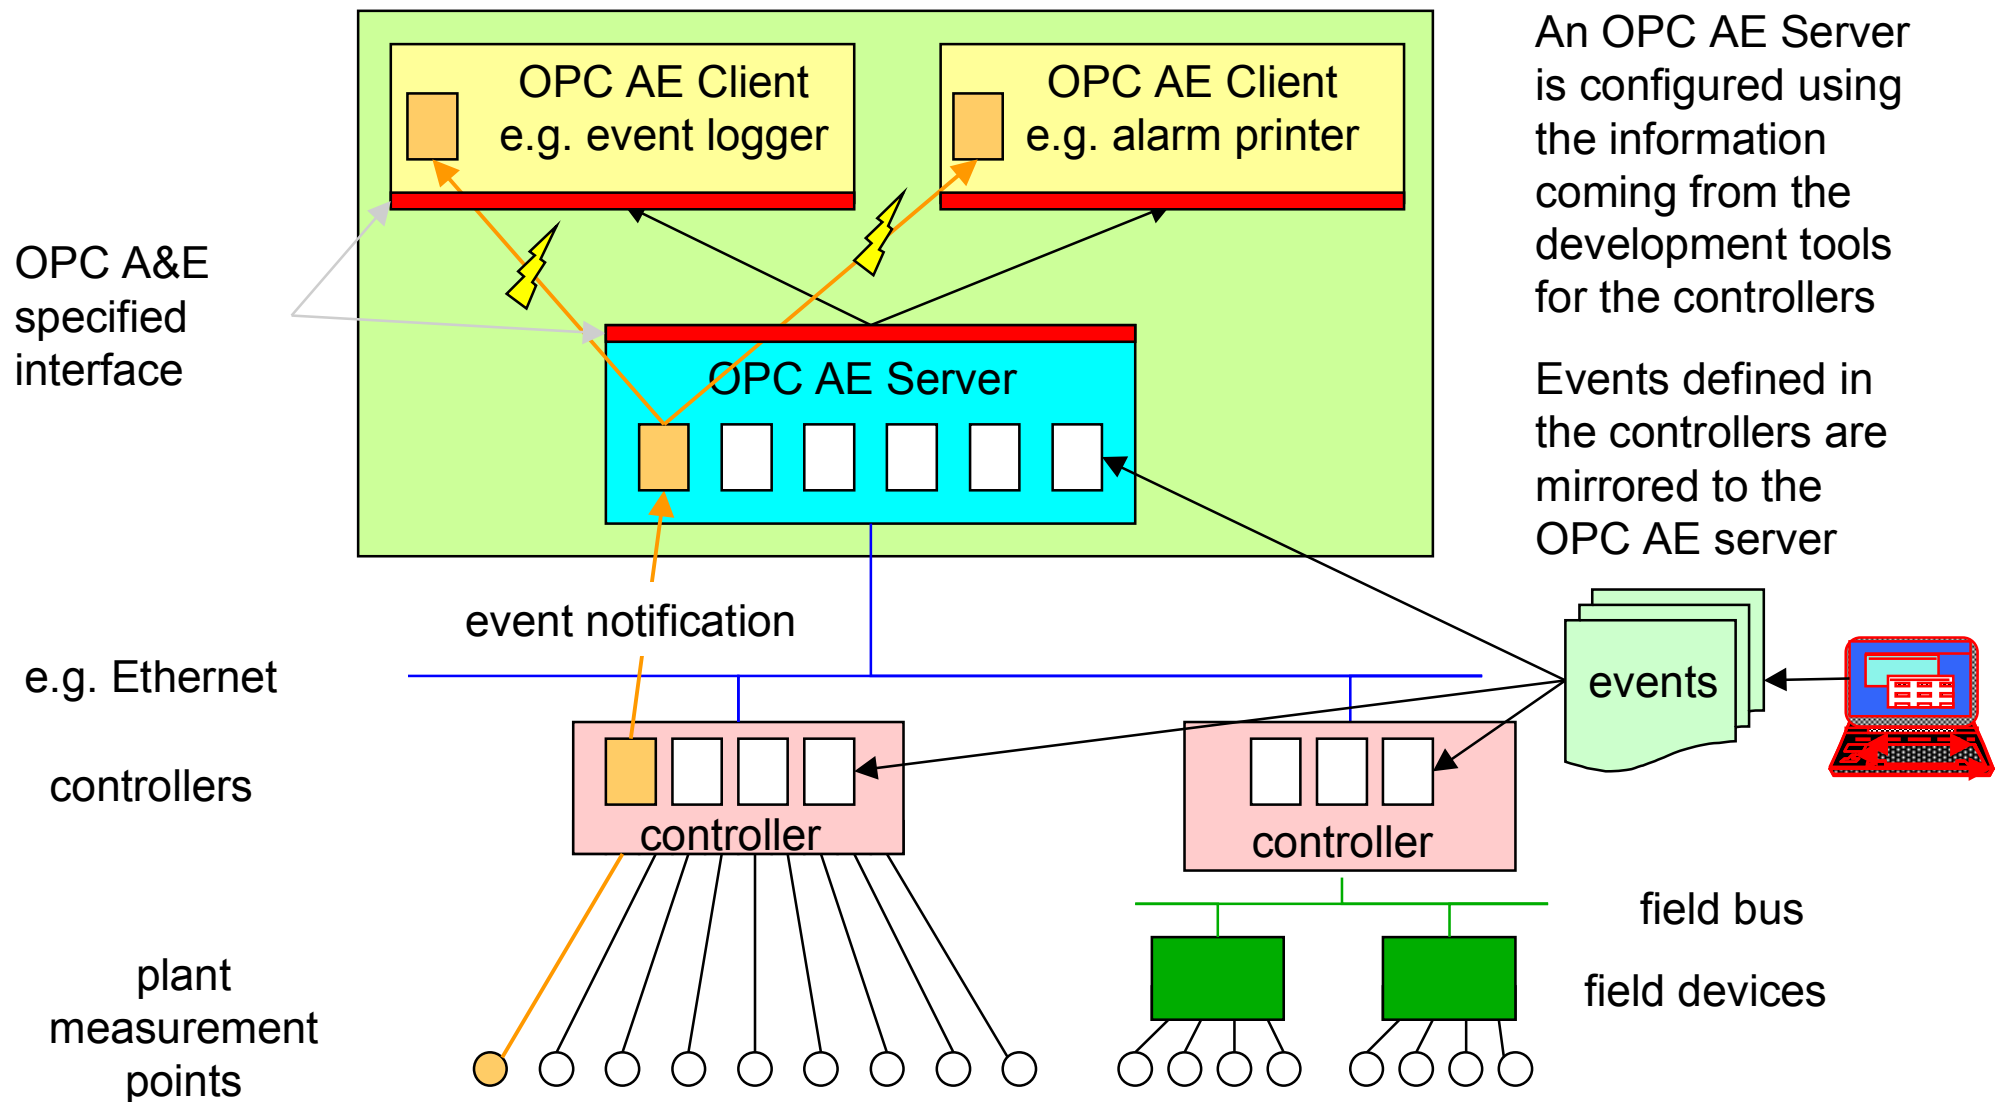 OPC AE Client
e.g. event logger
OPC AE Client
e.g. alarm printer
An OPC AE Server
is configured using
the information
coming from the
development tools
for the controllers
OPC A&E
specified
interface
OPC AE Server
Events defined in
the controllers are
mirrored to the
OPC AE server
event notification
e.g. Ethernet
events
controllers
controller
controller
field bus
field devices
plant
measurement
points